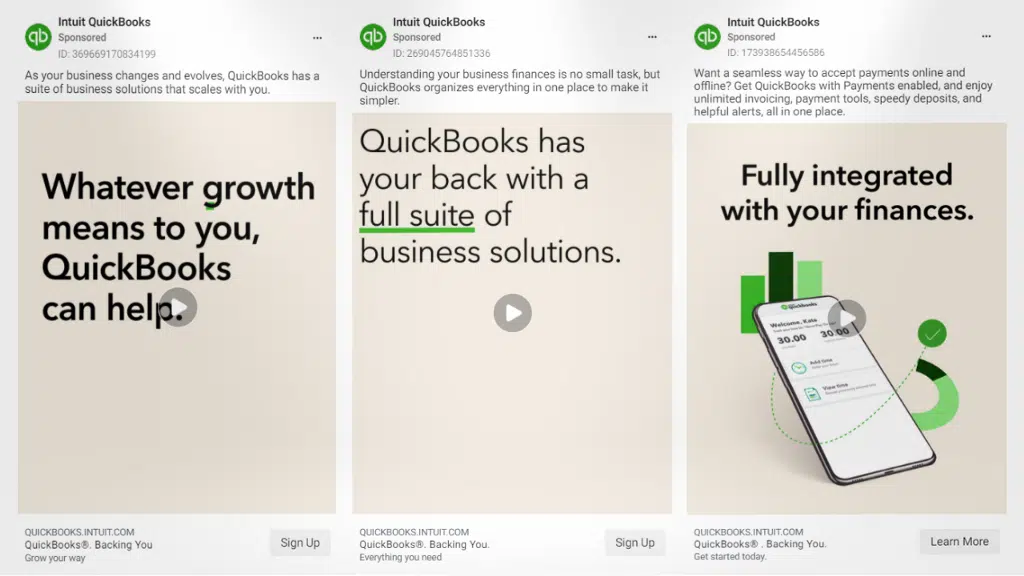 Intuit QuickBooks
Sponsored
...
ID: 369669170834199
As your business changes and evolves, QuickBooks has a
suite of business solutions that scales with you.
Whatever growth
means to you,
QuickBooks
can help.
QUICKBOOKS.INTUIT.COM
QuickBooks®. Backing You
Grow your way
Sign Up
qb
Intuit QuickBooks
Sponsored
...
ID: 269045764851336
Understanding your business finances is no small task, but
QuickBooks organizes everything in one place to make it
simpler.
QuickBooks has
your back with a
full suite of
business solutions.
QUICKBOOKS.INTUIT.COM
QuickBooks®. Backing You.
Everything you need
Sign Up
qb
Intuit QuickBooks
Sponsored
...
ID: 173938654456586
Want a seamless way to accept payments online and
offline? Get QuickBooks with Payments enabled, and enjoy
unlimited invoicing, payment tools, speedy deposits, and
helpful alerts, all in one place.
Fully integrated
with your finances.
quickbooks
Welcome, Kate
30.00 30:00
Add time
View time
QUICKBOOKS.INTUIT.COM
QuickBooks® . Backing You.
Get started today.
Learn More
qb